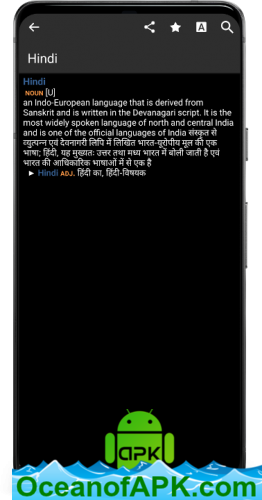 Hindi
A
Hindi
NOUN [U]
an Indo-European language that is derived from
Sanskrit and is written in the Devanagari script. It is the
most widely spoken language of north and central India
and is one of the official languages of India संस्कृत से
व्युत्पन्न एवं देवनागरी लिपि में लिखित भारत-यूरोपीय मूल की एक
भाषा; हिंदी, यह मुख्यतः उत्तर तथा मध्य भारत में बोली जाती है एवं
भारत की आधिकारिक भाषाओं में से एक है
► Hindi ADJ. हिंदी का, हिंदी-विषयक
APK
OceanofAPK.com